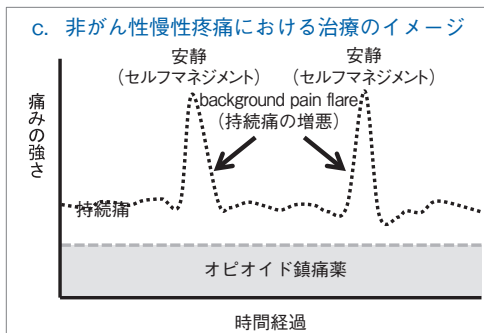 c. 非がん性慢性疼痛における治療のイメージ
安静
（セルフマネジメント）
安静
（セルフマネジメント）
background pain flare
（持続痛の増悪）
痛みの強さ
持続痛
オピオイド鎮痛薬
時間経過